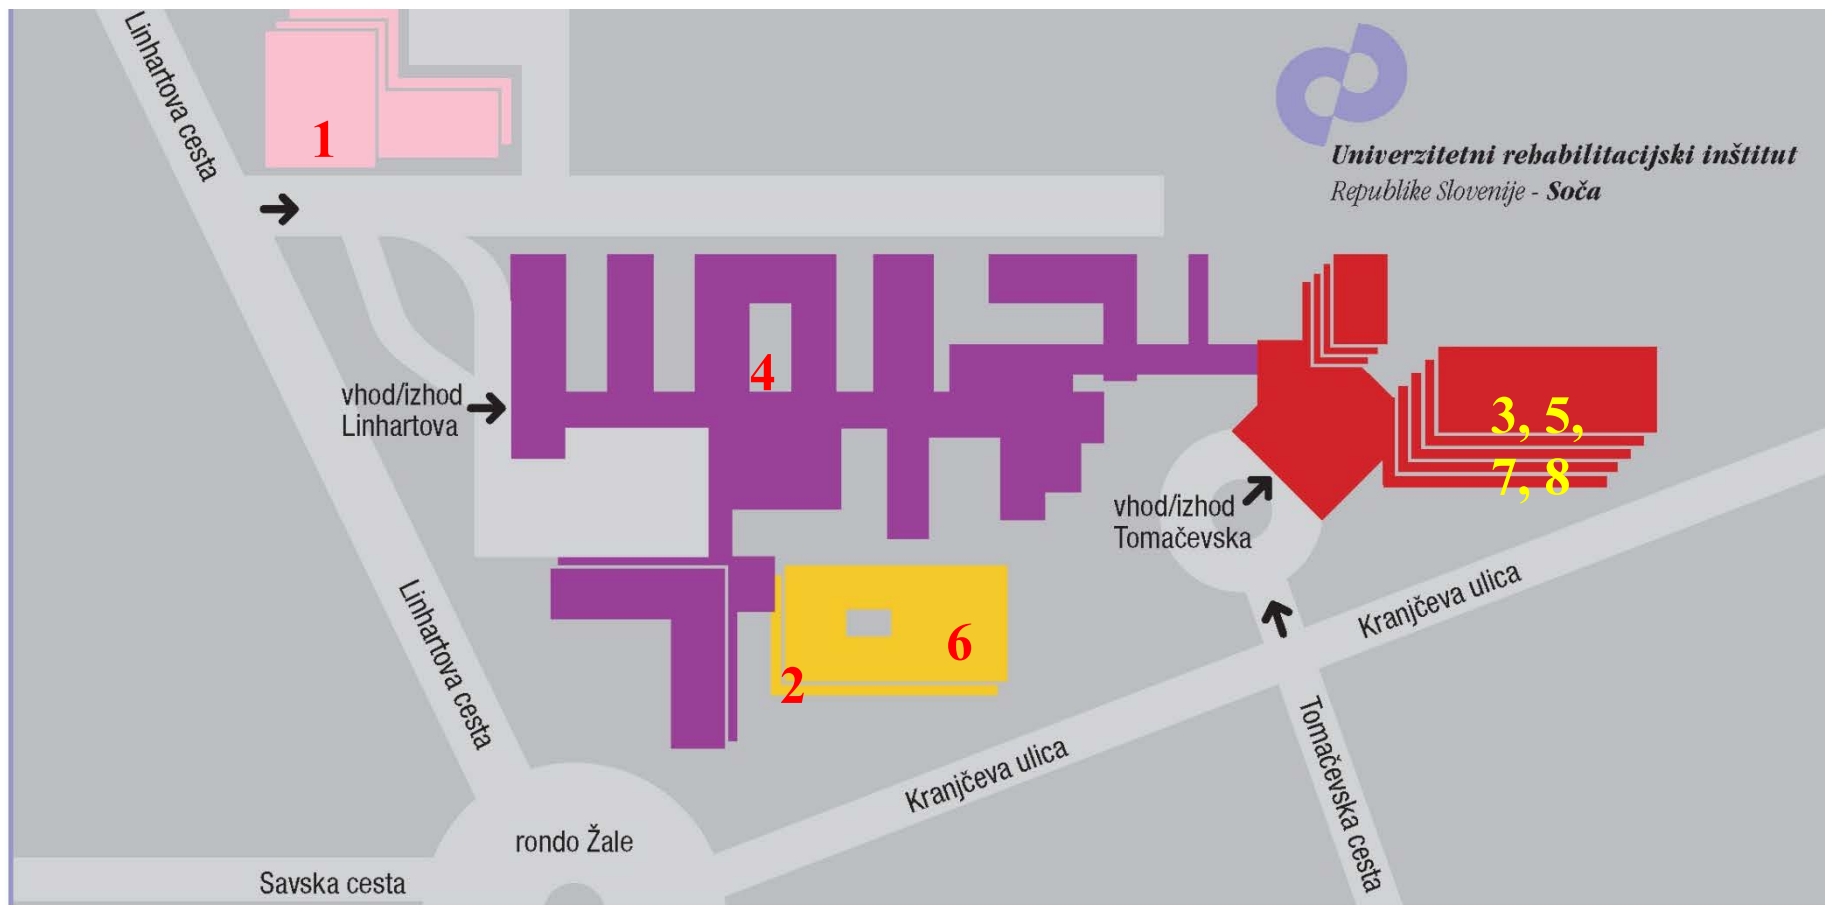 Linhartova cesta
1
Univerzitetni rehabilitacijski inštitut
Republike Slovenije - Soča
4
vhod/izhod
Linhartova
3, 5,
7, 8
vhod/izhod
Tomačevska
Linhartova cesta
6
2
Kranjčeva ulica
Kranjčeva ulica
Tomačevska cesta
rondo Žale
Savska cesta